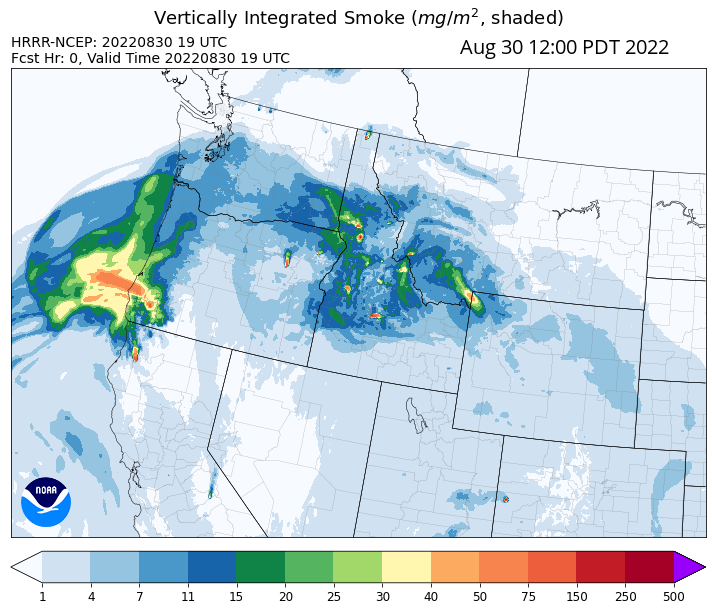 Vertically Integrated Smoke (mg/m², shaded)
HRRR-NCEP: 20220830 19 UTC
Aug 30 12:00 PDT 2022
Fcst Hr: 0, Valid Time 20220830 19 UTC
NOAA
1 4 7 11 15 20 25 30 40 50 75 150 250 500